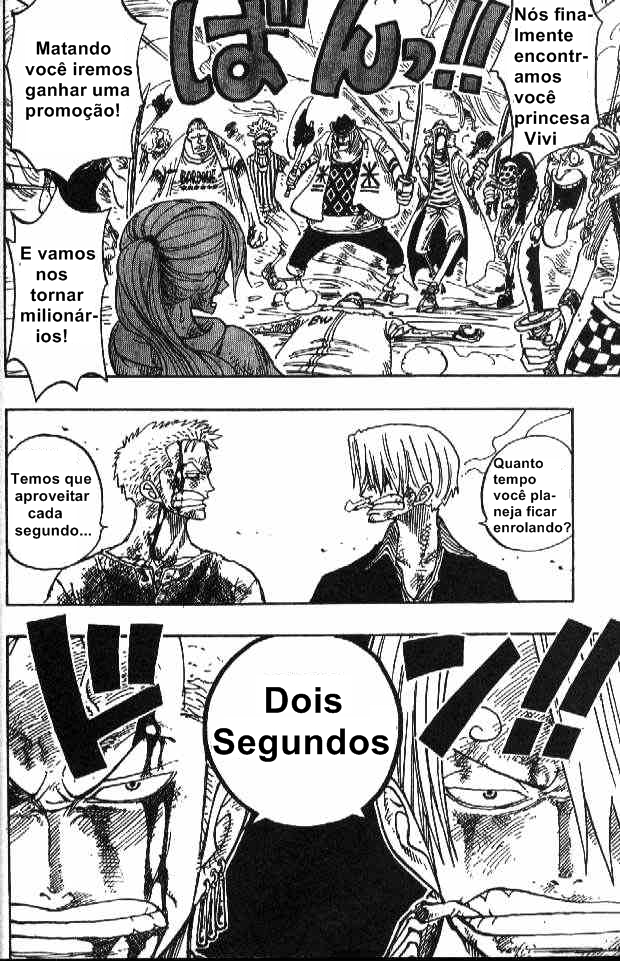 ばんっ!!
Nós fina-
lmente
encontr-
amos
você
princesa
Vivi
Matando
você iremos
ganhar uma
promoção!
E vamos
nos
tornar
milionár-
ios!
Quanto
tempo
você pla-
neja ficar
enrolando?
Temos que
aproveitar
cada
segundo...
ドン!!
Dois
Segundos